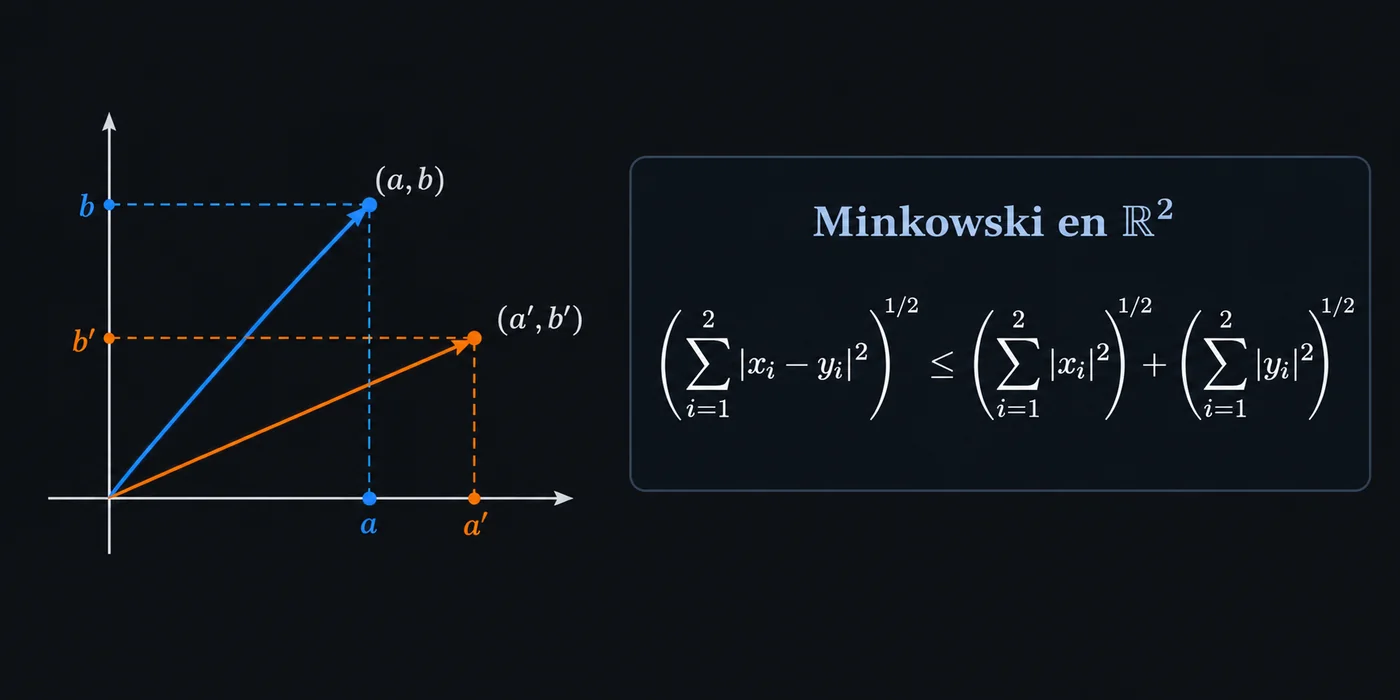 (a, b)
b
(a′, b′)
b′
a
a′
Minkowski en ℝ²
(∑_{i=1}^{2} |x_i − y_i|²)^{1/2} ≤ (∑_{i=1}^{2} |x_i|²)^{1/2} + (∑_{i=1}^{2} |y_i|²)^{1/2}